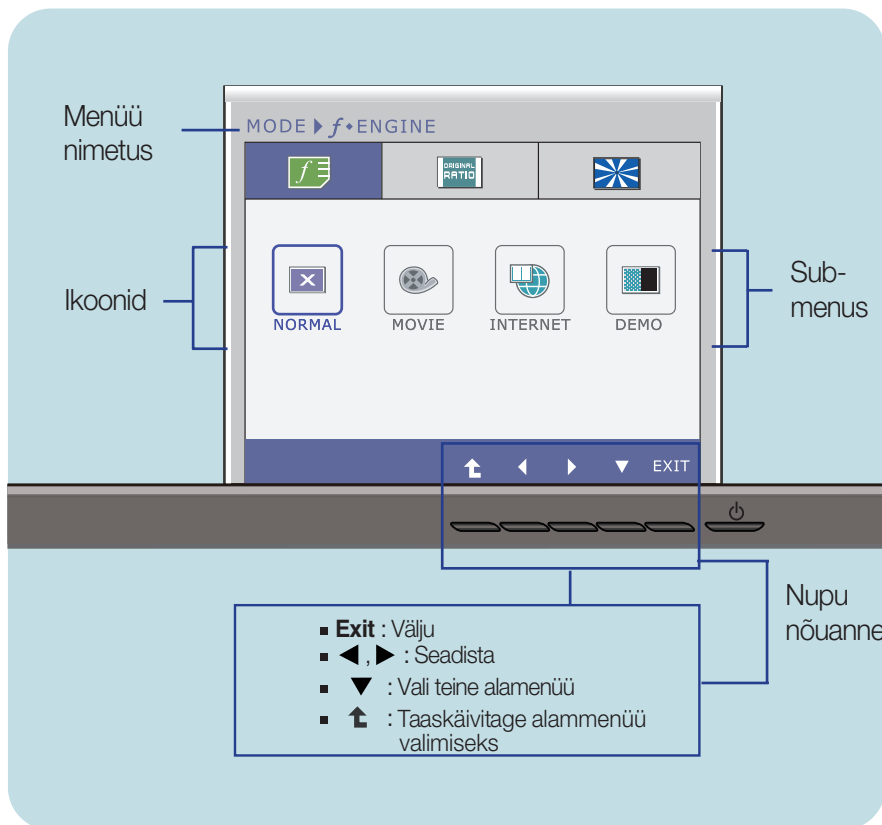 Menüü
nimetus
MODE ▶ f◆ENGINE
f
ORIGINAL
RATIO
Ikoonid
NORMAL
MOVIE
INTERNET
DEMO
Sub-
menus
◀ ▶ ▼ EXIT
Nupu
nõuanne
▪ Exit : Välju
▪ ◀ , ▶ : Seadista
▪ ▼ : Vali teine alamenüü
▪ ⮤ : Taaskäivitage alammenüü
valimiseks